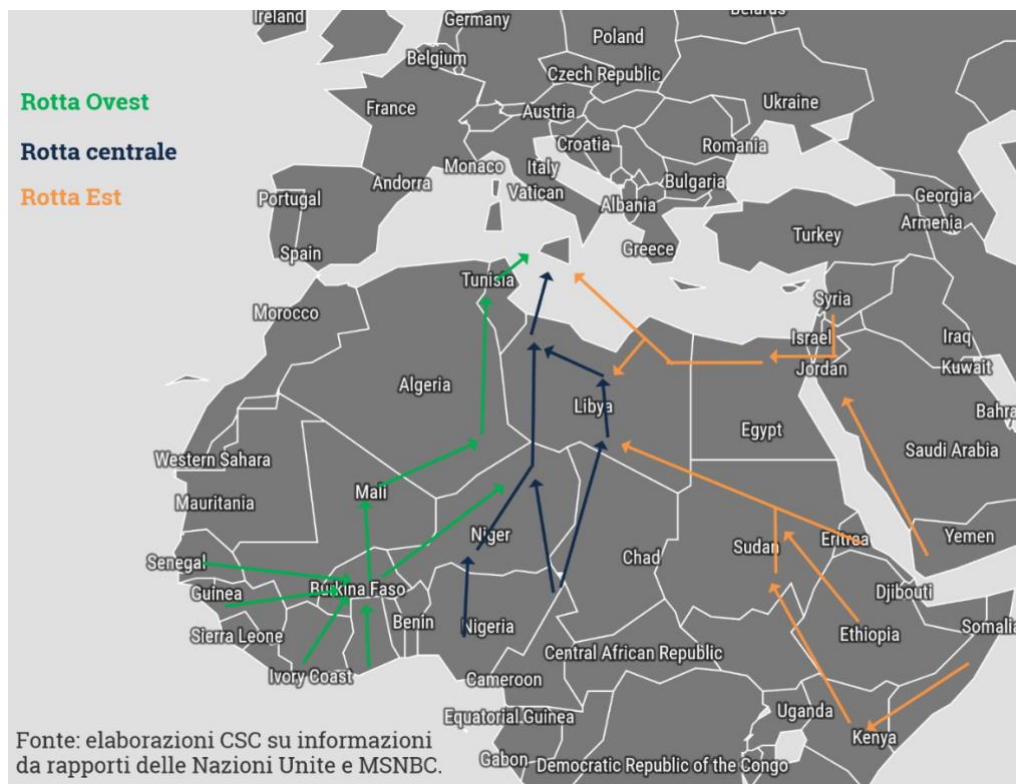 Ireland
Germany
Belarus
Poland
Belgium
Czech Republic
Rotta Ovest
France
Austria
Ukraine
Rotta centrale
Croatia
Romania
Monaco
Italy
Andorra
Vatican
Bulgaria
Rotta Est
Portugal
Albania
Georgia
Armenia
Spain
Greece
Turkey
Tunisia
Syria
Morocco
Israel
Iraq
Jordan
Kuwait
Algeria
Libya
Bahra
Egypt
Saudi Arabia
Western Sahara
Mali
Mauritania
Niger
Chad
Sudan
Eritrea
Yemen
Senegal
Guinea
Burkina Faso
Djibouti
Benin
Nigeria
Sierra Leone
Ethiopia
Somalia
Ivory Coast
Central African Republic
Cameroon
Equatorial Guinea
Uganda
Kenya
Gabon
Democratic Republic of the Congo
Fonte: elaborazioni CSC su informazioni
da rapporti delle Nazioni Unite e MSNBC.